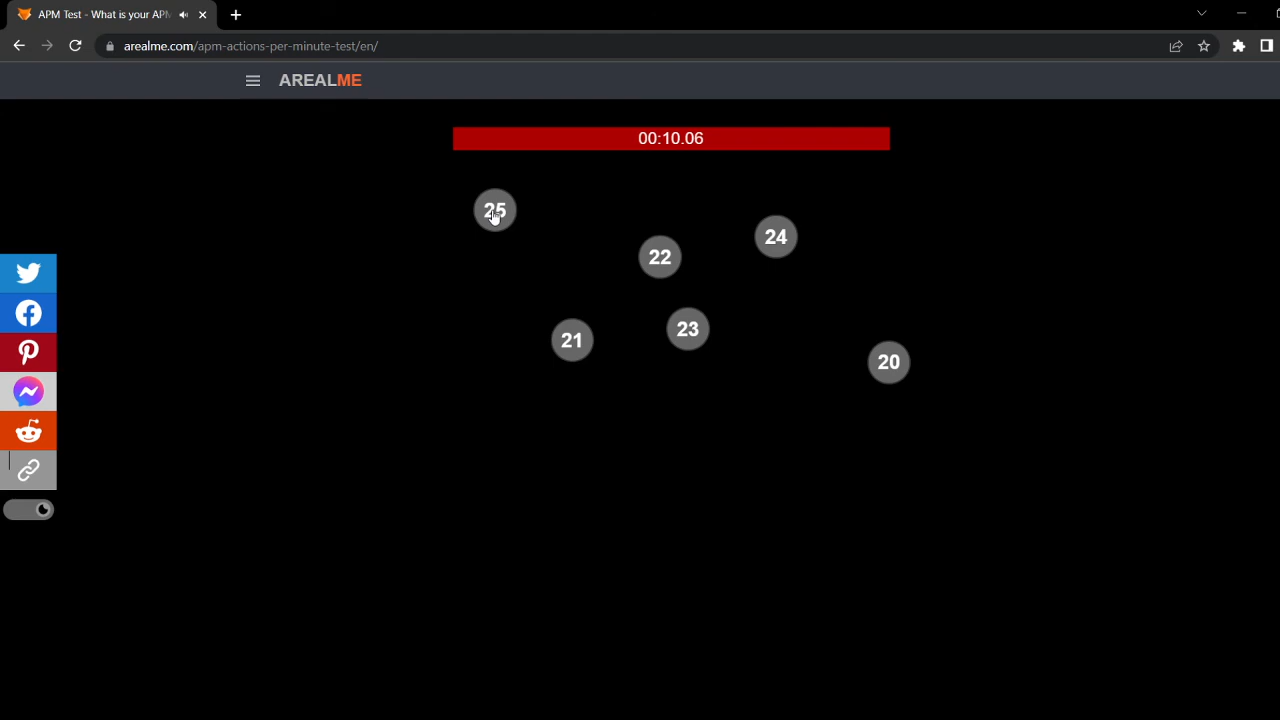 APM Test - What is your APM
arealme.com/apm-actions-per-minute-test/en/
AREALME
00:10.06
25
24
22
23
21
20